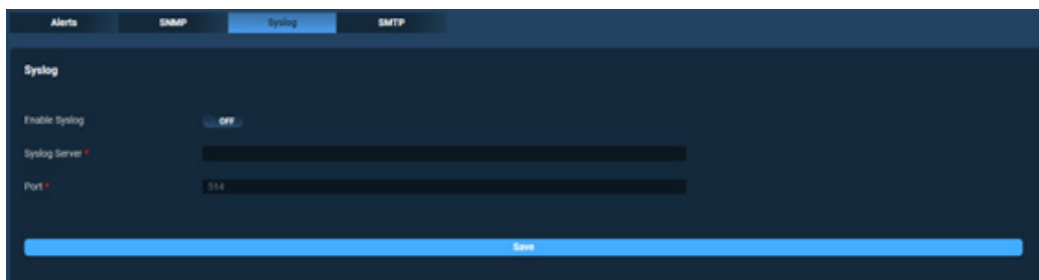 Alerts SNMP Syslog SMTP
Syslog
Enable Syslog OFF
Syslog Server *
Port * 514
Save